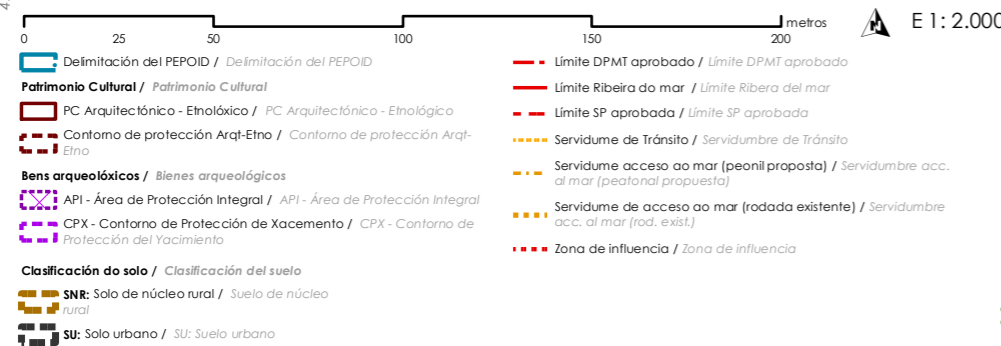 metros
0 25 50 100 150 200
E 1: 2.000
Delimitación del PEPOID / Delimitación del PEPOID
Patrimonio Cultural / Patrimonio Cultural
PC Arquitectónico - Etnolóxico / PC Arquitectónico - Etnológico
Contorno de protección Arqt-Etno / Contorno de protección Arqt-
Etno
Bens arqueolóxicos / Bienes arqueológicos
API - Área de Protección Integral / API - Área de Protección Integral
CPX - Contorno de Protección de Xacemento / CPX - Contorno de
Protección del Yacimiento
Clasificación do solo / Clasificación del suelo
SNR: Solo de núcleo rural / Suelo de núcleo
rural
SU: Solo urbano / SU: Suelo urbano
Límite DPMT aprobado / Límite DPMT aprobado
Límite Ribeira do mar / Límite Ribera del mar
Límite SP aprobada / Límite SP aprobada
Servidume de Tránsito / Servidumbre de Tránsito
Servidume acceso ao mar (peonil proposta) / Servidumbre acc.
al mar (peatonal propuesta)
Servidume de acceso ao mar (rodada existente) / Servidumbre
acc. al mar (rod. exist.)
Zona de influencia / Zona de influencia